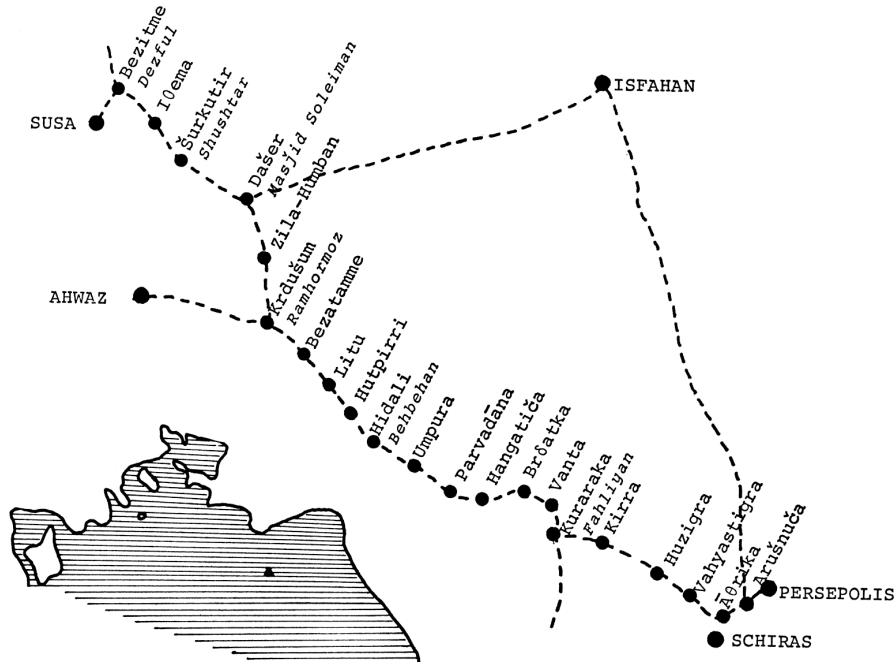 Bezitme
Dezful
SUSA
Iθema
Šurkutir
Shushtar
Dašer
Masjid Soleiman
ISFAHAN
Zila-Humban
AHWAZ
Krdušum
Ramhormoz
Bezatamme
Litu
Hutpirri
Hidali
Behbehan
Umpura
Parvadāna
Hangatiča
Brδatka
Vanta
Kuraraka
Fahliyan
Kirra
Huzigra
Vahyastigra
Āθrika
Arušnuča
PERSEPOLIS
SCHIRAS